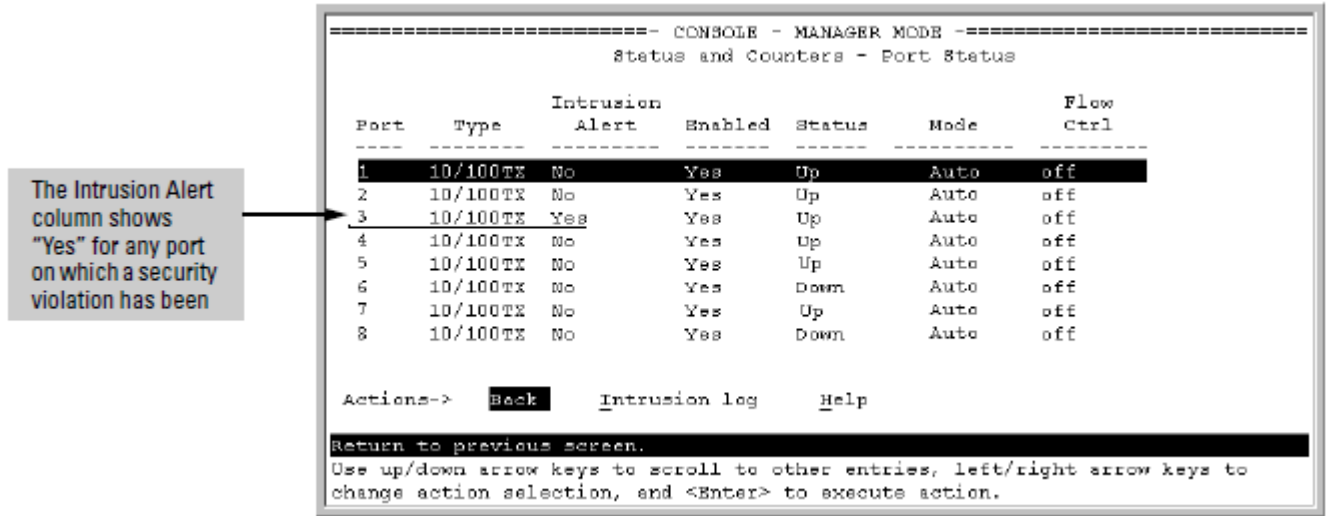 ============================- CONSOLE - MANAGER MODE -============================
Status and Counters - Port Status
Intrusion Flow
Port Type Alert Enabled Status Mode Ctrl
---- -------- --------- ------- ------ ---------- ---------
1 10/100TX No Yes Up Auto off
2 10/100TX No Yes Up Auto off
3 10/100TX Yes Yes Up Auto off
4 10/100TX No Yes Up Auto off
5 10/100TX No Yes Up Auto off
6 10/100TX No Yes Down Auto off
7 10/100TX No Yes Up Auto off
8 10/100TX No Yes Down Auto off
Actions-> Back Intrusion log Help
Return to previous screen.
Use up/down arrow keys to scroll to other entries, left/right arrow keys to
change action selection, and <Enter> to execute action.
The Intrusion Alert
column shows
"Yes" for any port
on which a security
violation has been